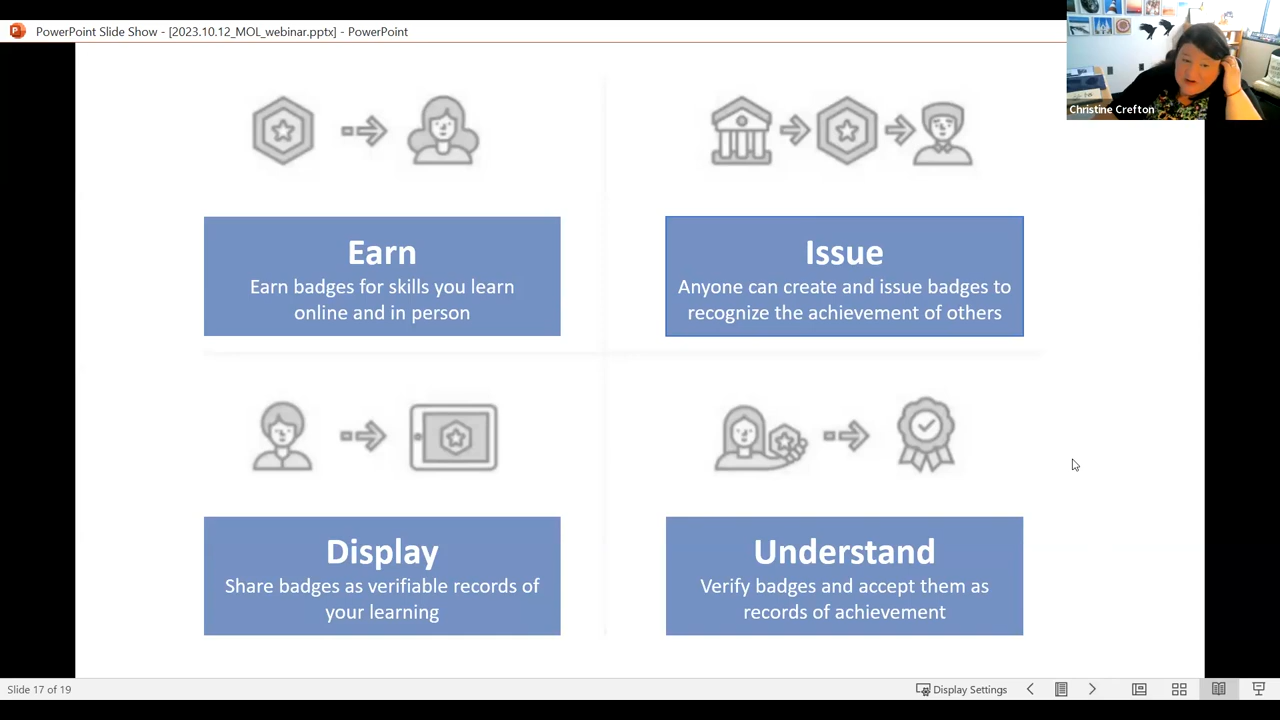 PowerPoint Slide Show - [2023.10.12_MOL_webinar.pptx] - PowerPoint
Christine Crefton
Earn
Earn badges for skills you learn
online and in person
Issue
Anyone can create and issue badges to
recognize the achievement of others
Display
Share badges as verifiable records of
your learning
Understand
Verify badges and accept them as
records of achievement
Slide 17 of 19
Display Settings